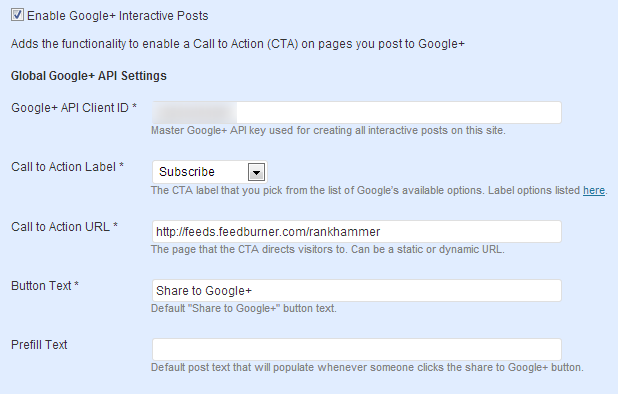 Enable Google+ Interactive Posts
Adds the functionality to enable a Call to Action (CTA) on pages you post to Google+
Global Google+ API Settings
Google+ API Client ID *
Master Google+ API key used for creating all interactive posts on this site.
Call to Action Label *
Subscribe
The CTA label that you pick from the list of Google's available options. Label options listed here.
Call to Action URL *
http://feeds.feedburner.com/rankhammer
The page that the CTA directs visitors to. Can be a static or dynamic URL.
Button Text *
Share to Google+
Default "Share to Google+" button text.
Prefill Text
Default post text that will populate whenever someone clicks the share to Google+ button.